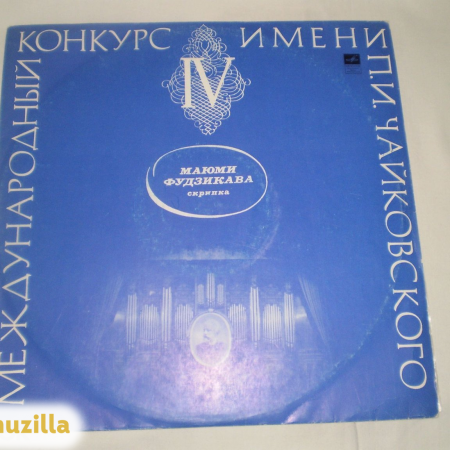 МЕЖДУНАРОДНЫЙ
КОНКУРС
ИМЕНИ
П.И. ЧАЙКОВСКОГО
IV
МАЮМИ
ФУДЗИКАВА
скрипка
uzilla